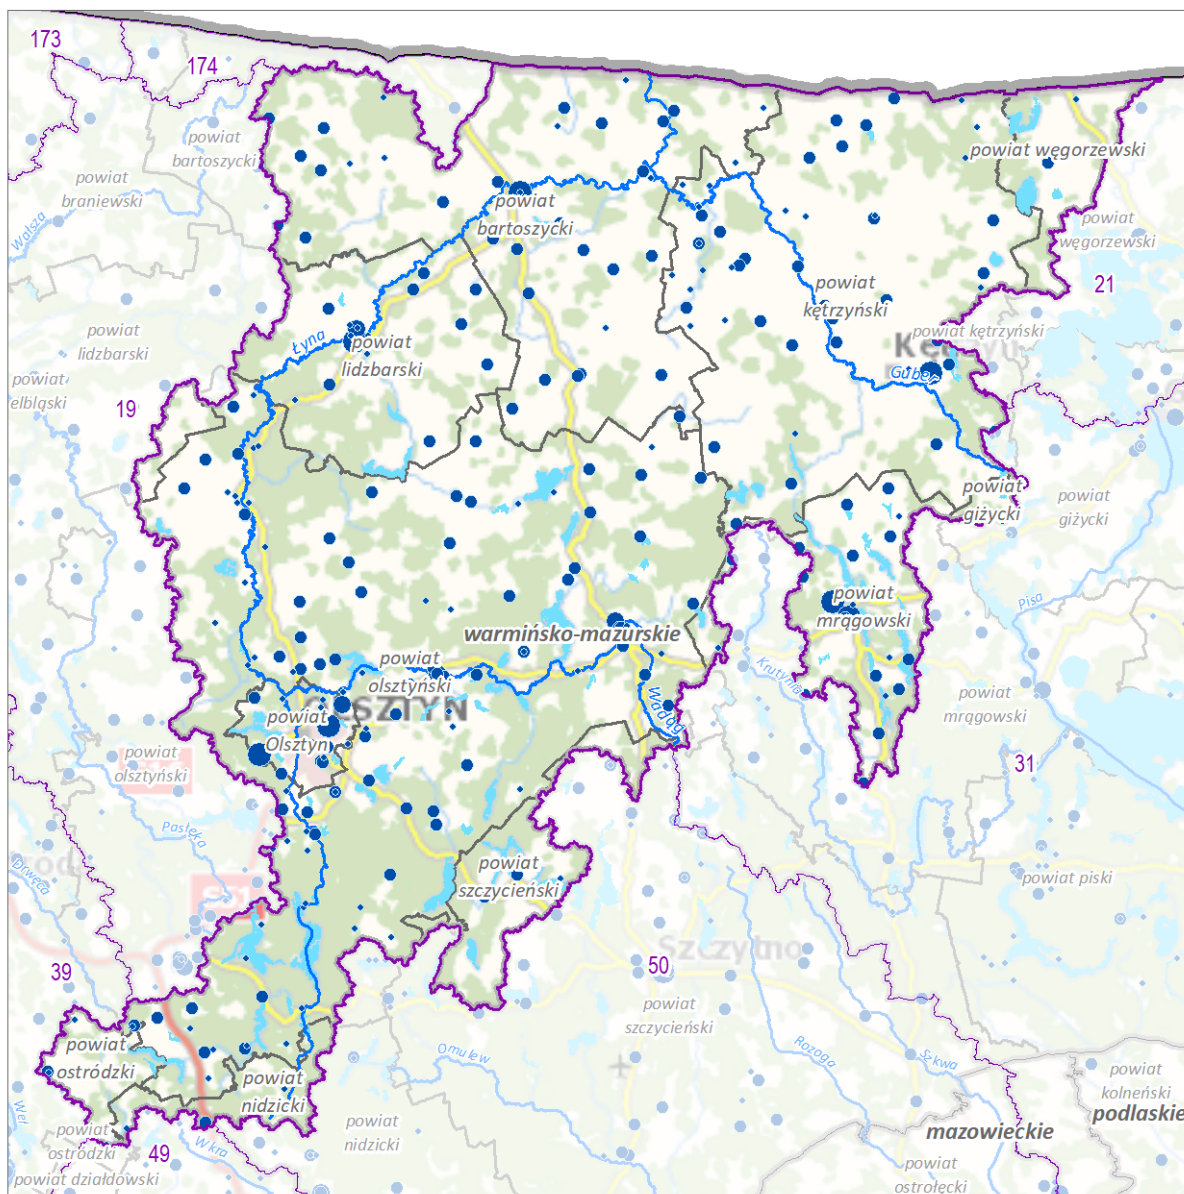 173
174
powiat
bartoszycki
powiat węgorzewski
powiat
braniewski
Wałsza
powiat
bartoszycki
powiat
węgorzewski
21
powiat
kętrzyński
powiat kętrzyński
powiat
lidzbarski
Łyna
powiat
lidzbarski
Guber
powiat
elbląski
19
powiat
giżycki
powiat
giżycki
Pisa
powiat
mrągowski
warmińsko-mazurskie
powiat
olsztyński
Krutynia
OLSZTYN
powiat
Olsztyn
Wadąg
powiat
mrągowski
powiat
olsztyński
31
Pasłęka
Drwęca
powiat
szczycieński
powiat piski
Szczytno
39
50
powiat
szczycieński
powiat
ostródzki
Omulew
Rozoga
Szkwa
powiat
nidzicki
powiat
kolneński
podlaskie
Wel
powiat
ostródzki
Wkra
powiat
nidzicki
mazowieckie
49
powiat działdowski
powiat
ostrołęcki